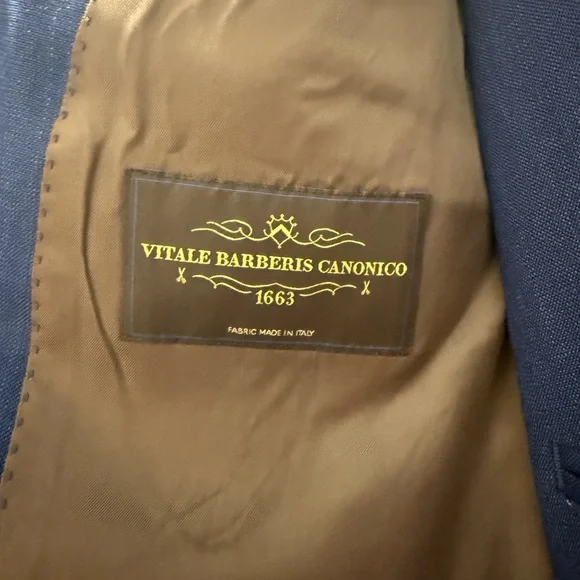 VITALE BARBERIS CANONICO
1663
FABRIC MADE IN ITALY